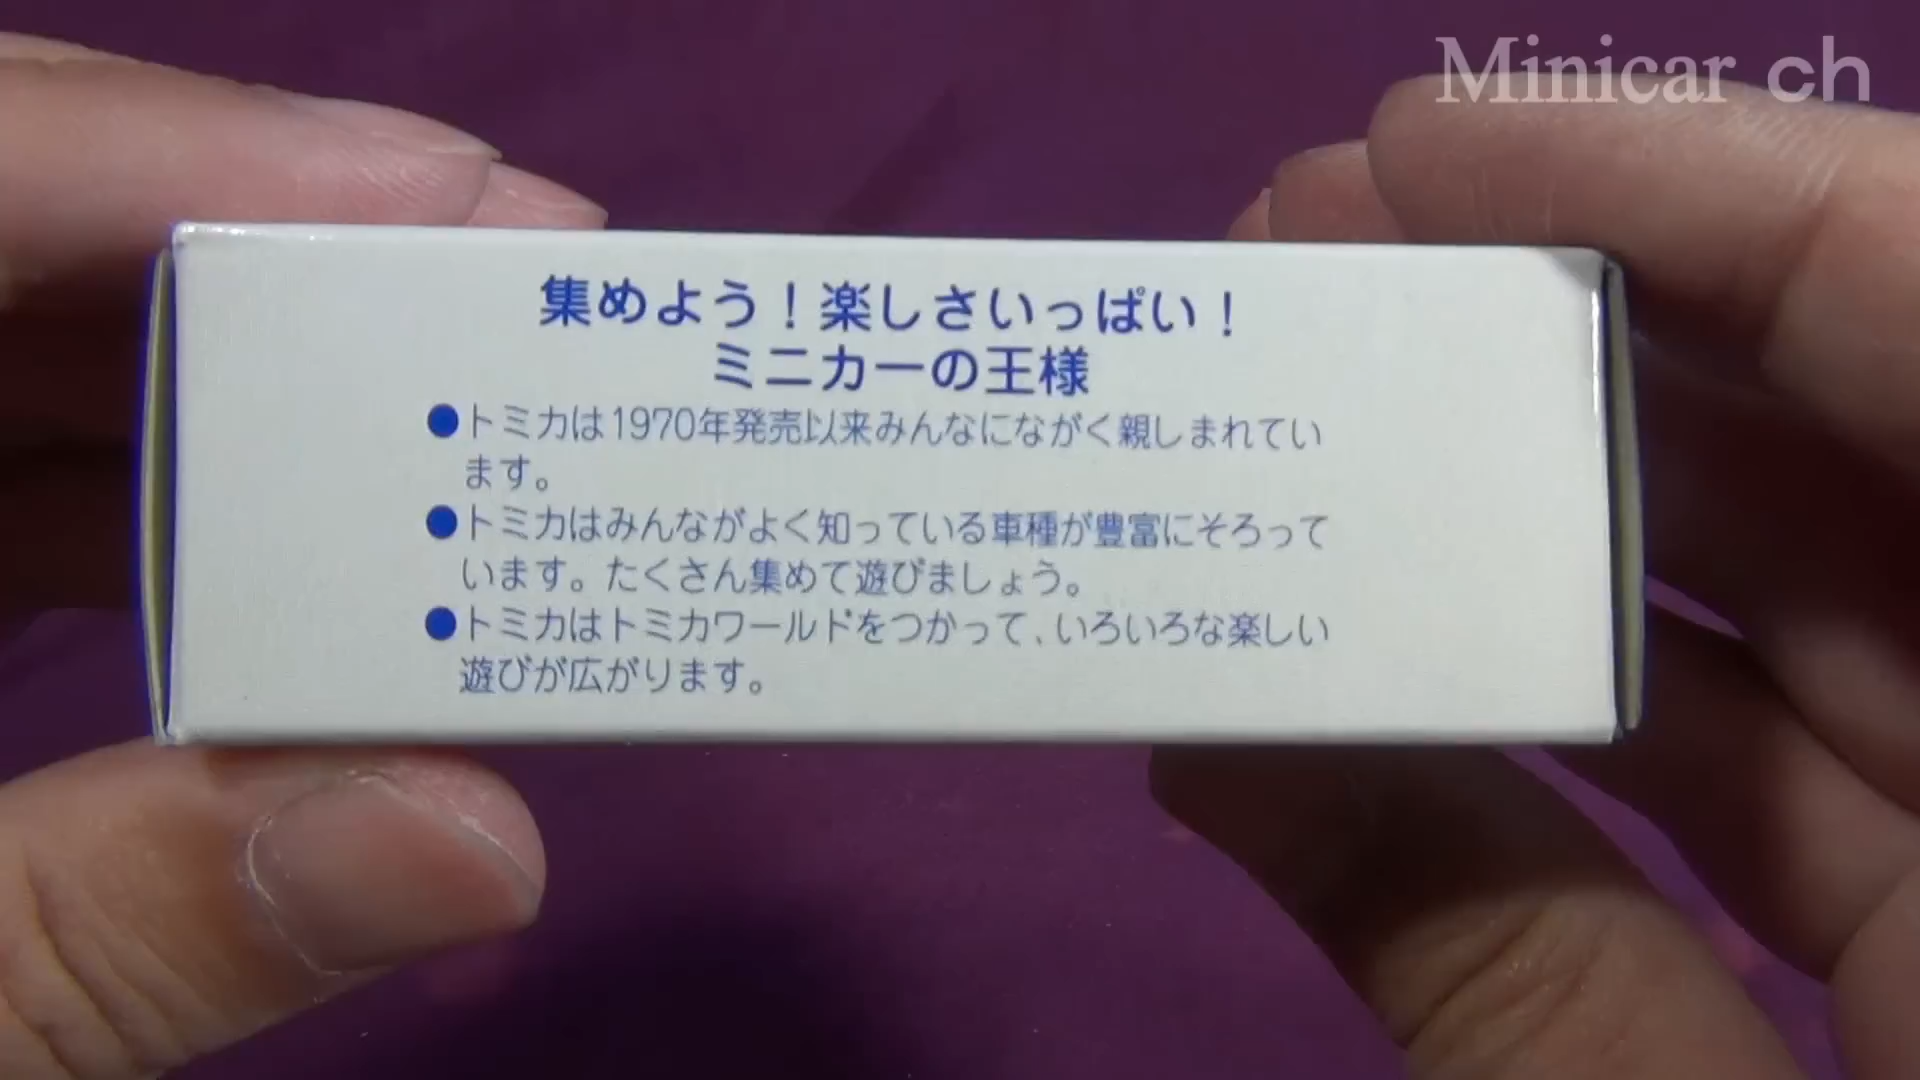 Minicar ch
集めよう！楽しさいっぱい！
ミニカーの王様
●トミカは1970年発売以来みんなにながく親しまれてい
ます。
●トミカはみんながよく知っている車種が豊富にそろって
います。たくさん集めて遊びましょう。
●トミカはトミカワールドをつかって、いろいろな楽しい
遊びが広がります。